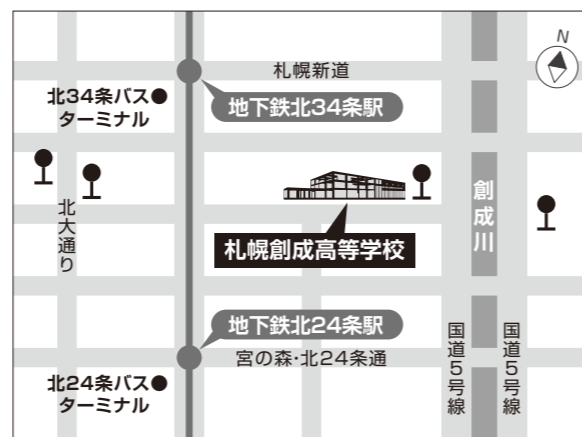 N
札幌新道
北34条バス●
ターミナル
地下鉄北34条駅
北大通り
創成川
札幌創成高等学校
地下鉄北24条駅
宮の森・北24条通
国道5号線
国道5号線
北24条バス●
ターミナル